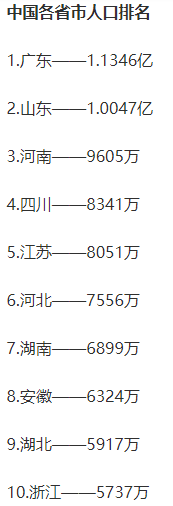 中国各省市人口排名
1.广东——1.1346亿
2.山东——1.0047亿
3.河南——9605万
4.四川——8341万
5.江苏——8051万
6.河北——7556万
7.湖南——6899万
8.安徽——6324万
9.湖北——5917万
10.浙江——5737万